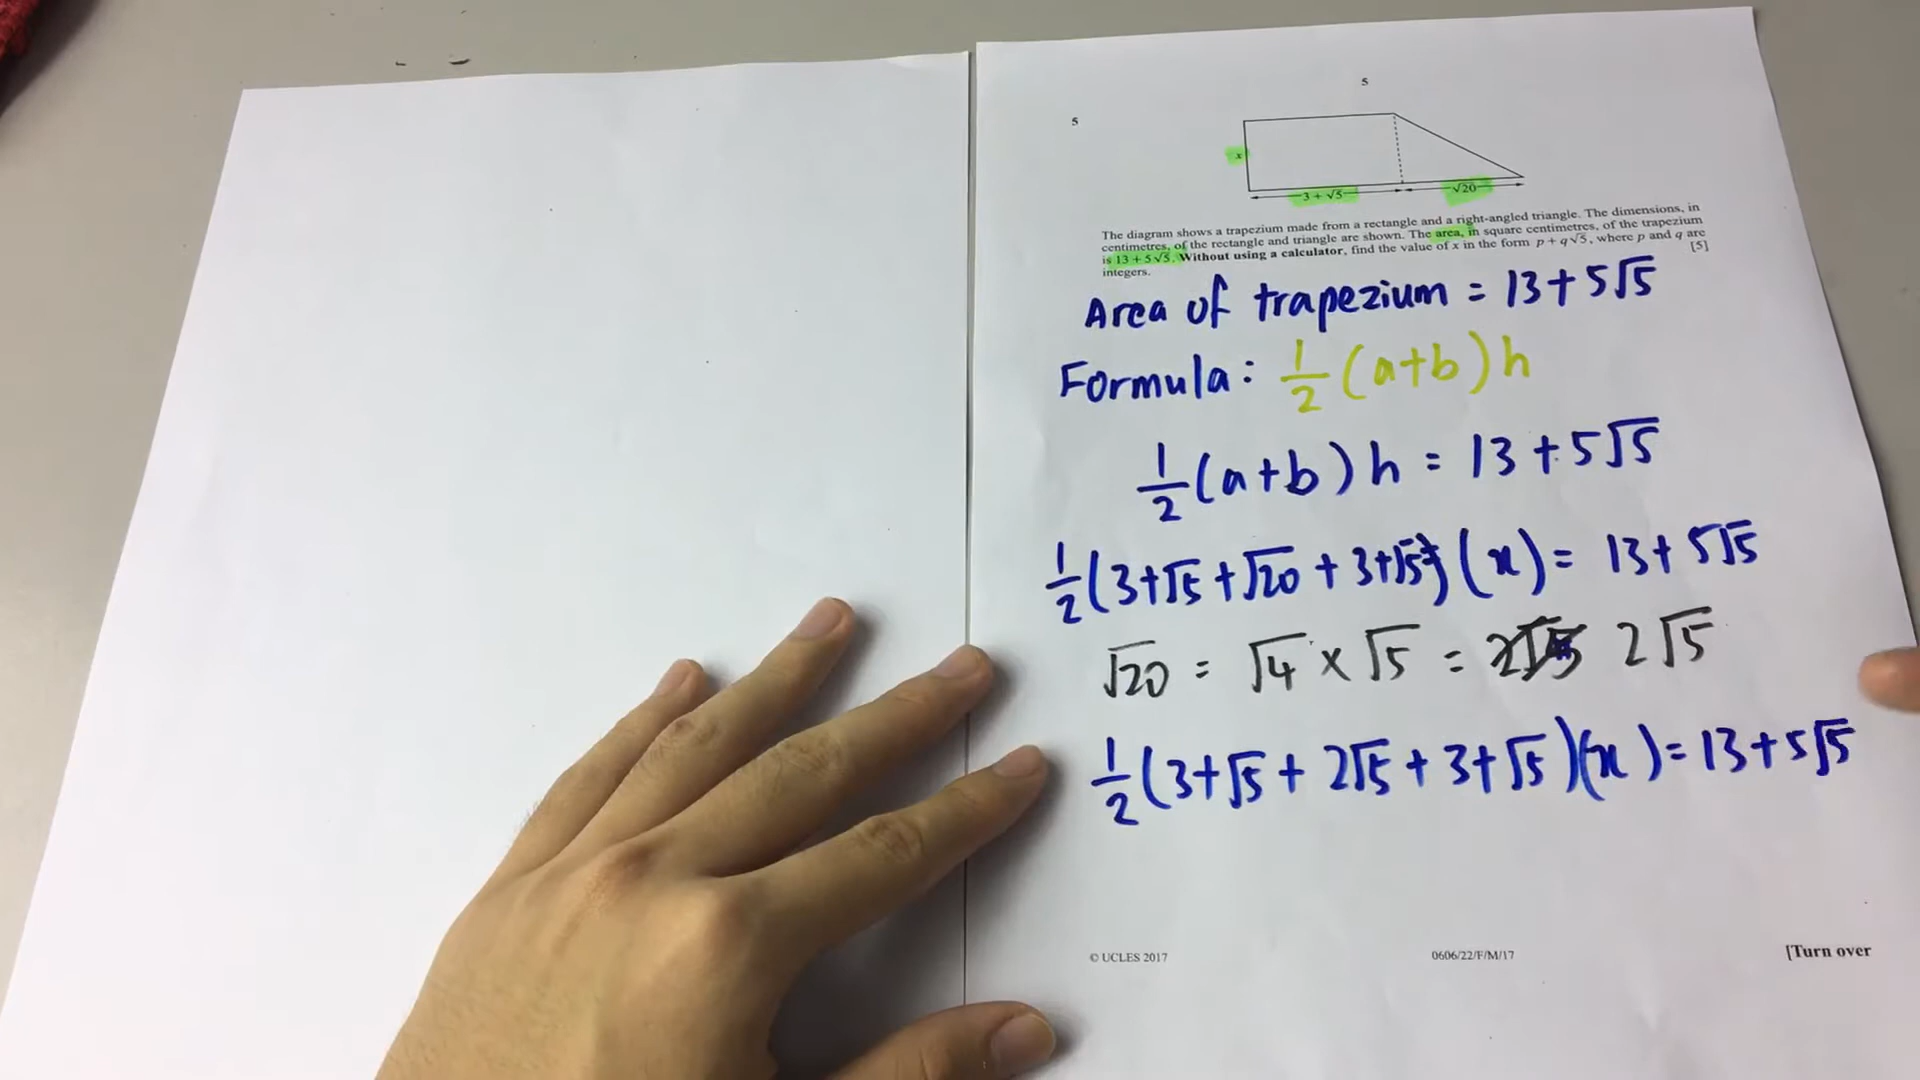 5
5
x
3 + √5
√20
The diagram shows a trapezium made from a rectangle and a right-angled triangle. The dimensions, in
centimetres, of the rectangle and triangle are shown. The area, in square centimetres, of the trapezium
is 13 + 5√5. Without using a calculator, find the value of x in the form p + q√5, where p and q are
integers. [5]
Area of trapezium = 13 + 5√5
Formula: 1/2 (a+b) h
1/2 (a+b) h = 13 + 5√5
1/2 (3+√5 + √20 + 3+√5) (x) = 13 + 5√5
√20 = √4 × √5 = 2√5
1/2 (3+√5 + 2√5 + 3+√5)(x) = 13 + 5√5
© UCLES 2017 0606/22/F/M/17 [Turn over